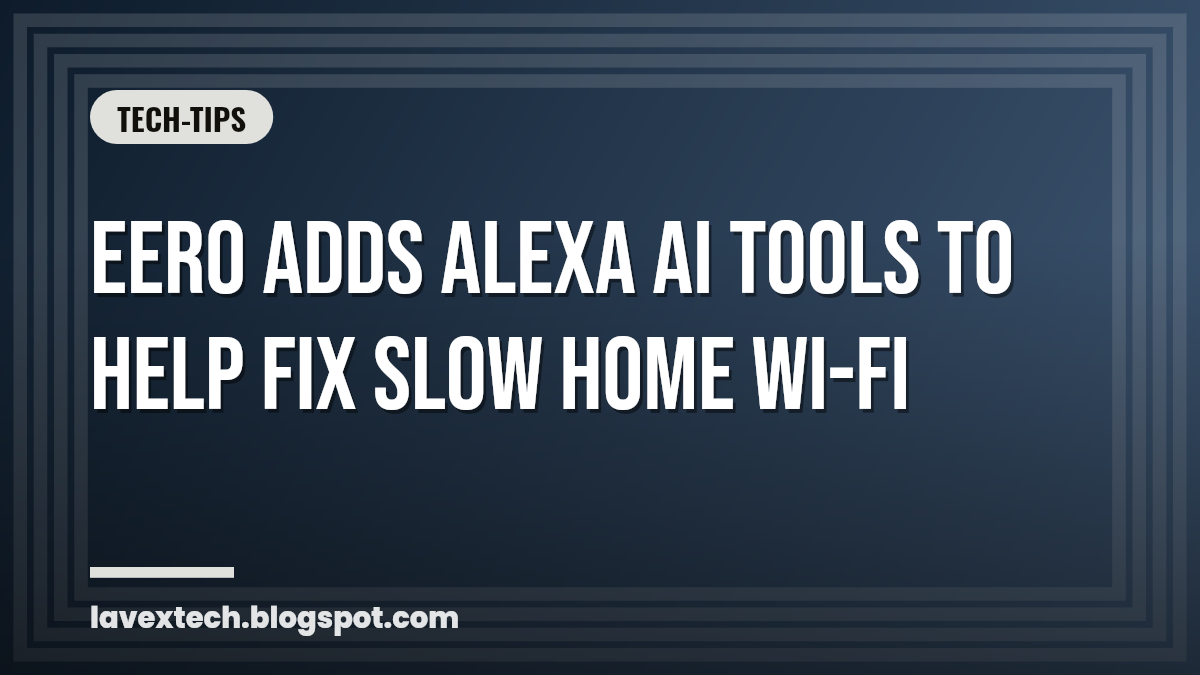 TECH-TIPS
EERO ADDS ALEXA AI TOOLS TO
HELP FIX SLOW HOME WI-FI
lavextech.blogspot.com